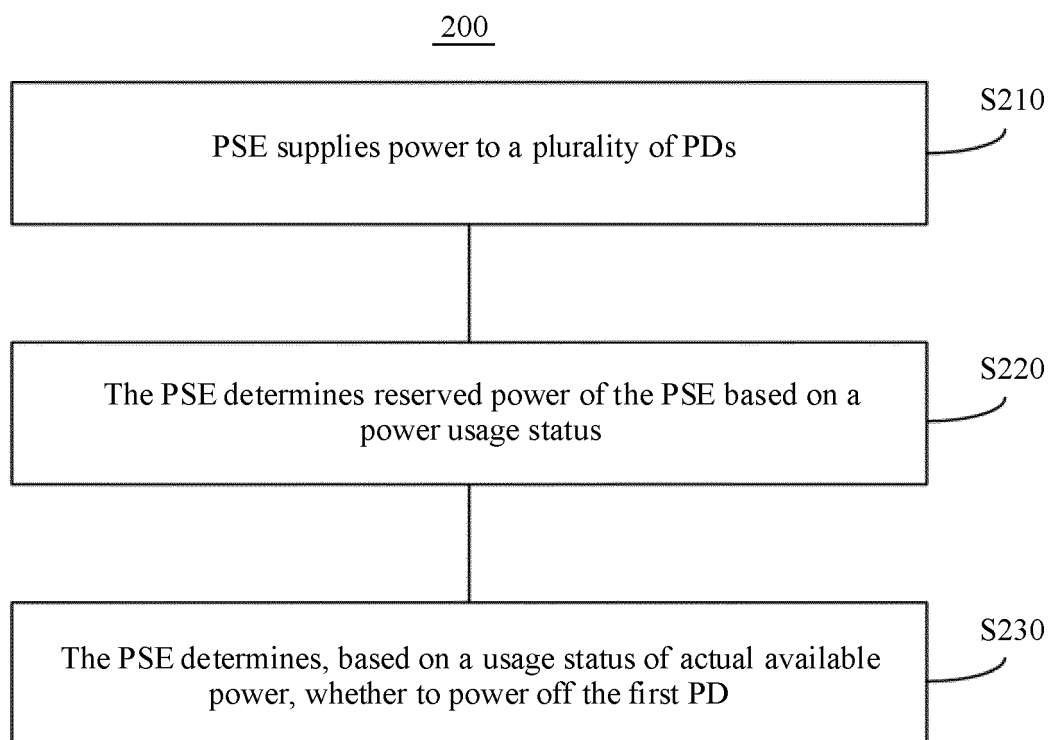 200
S210
PSE supplies power to a plurality of PDs
S220
The PSE determines reserved power of the PSE based on a
power usage status
S230
The PSE determines, based on a usage status of actual available
power, whether to power off the first PD